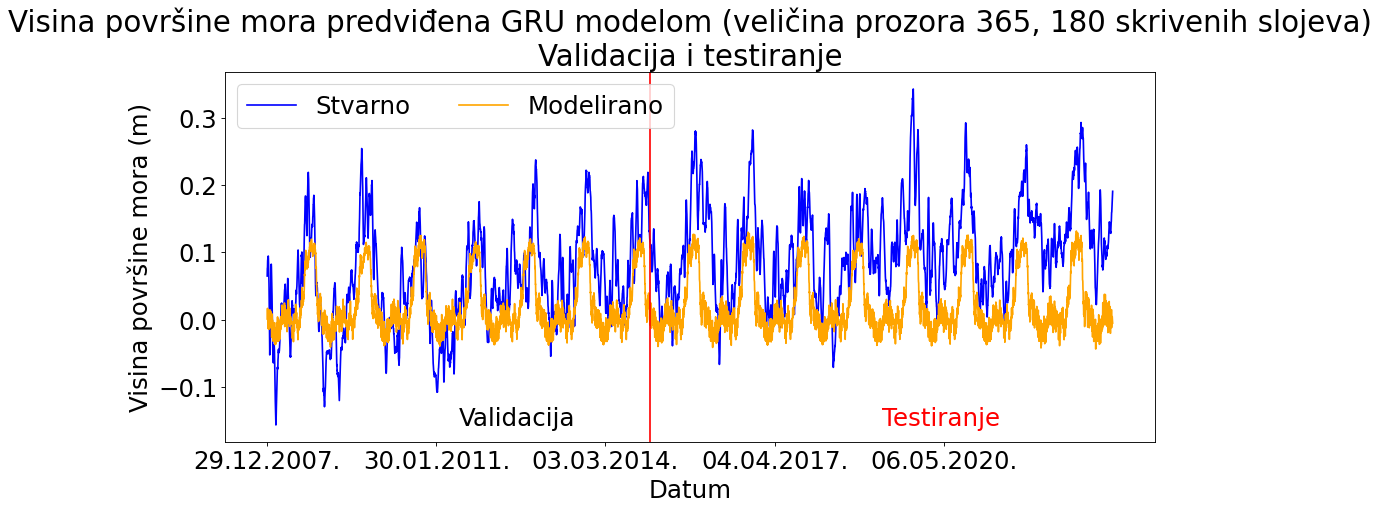 Visina površine mora predviđena GRU modelom (veličina prozora 365, 180 skrivenih slojeva)
Validacija i testiranje
Stvarno Modelirano
Visina površine mora (m)
0.3
0.2
0.1
0.0
−0.1
Validacija Testiranje
29.12.2007. 30.01.2011. 03.03.2014. 04.04.2017. 06.05.2020.
Datum